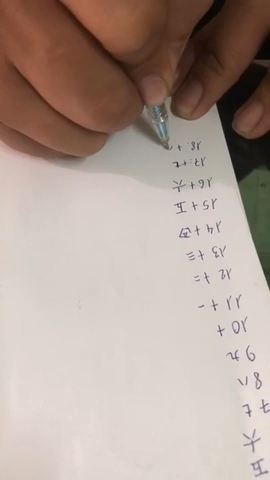 五
六
7 七
8 八
9 九
10 十
11 十一
12 十二
13 十三
14 十四
15 十五
16 十六
17: 十七
18: 十八